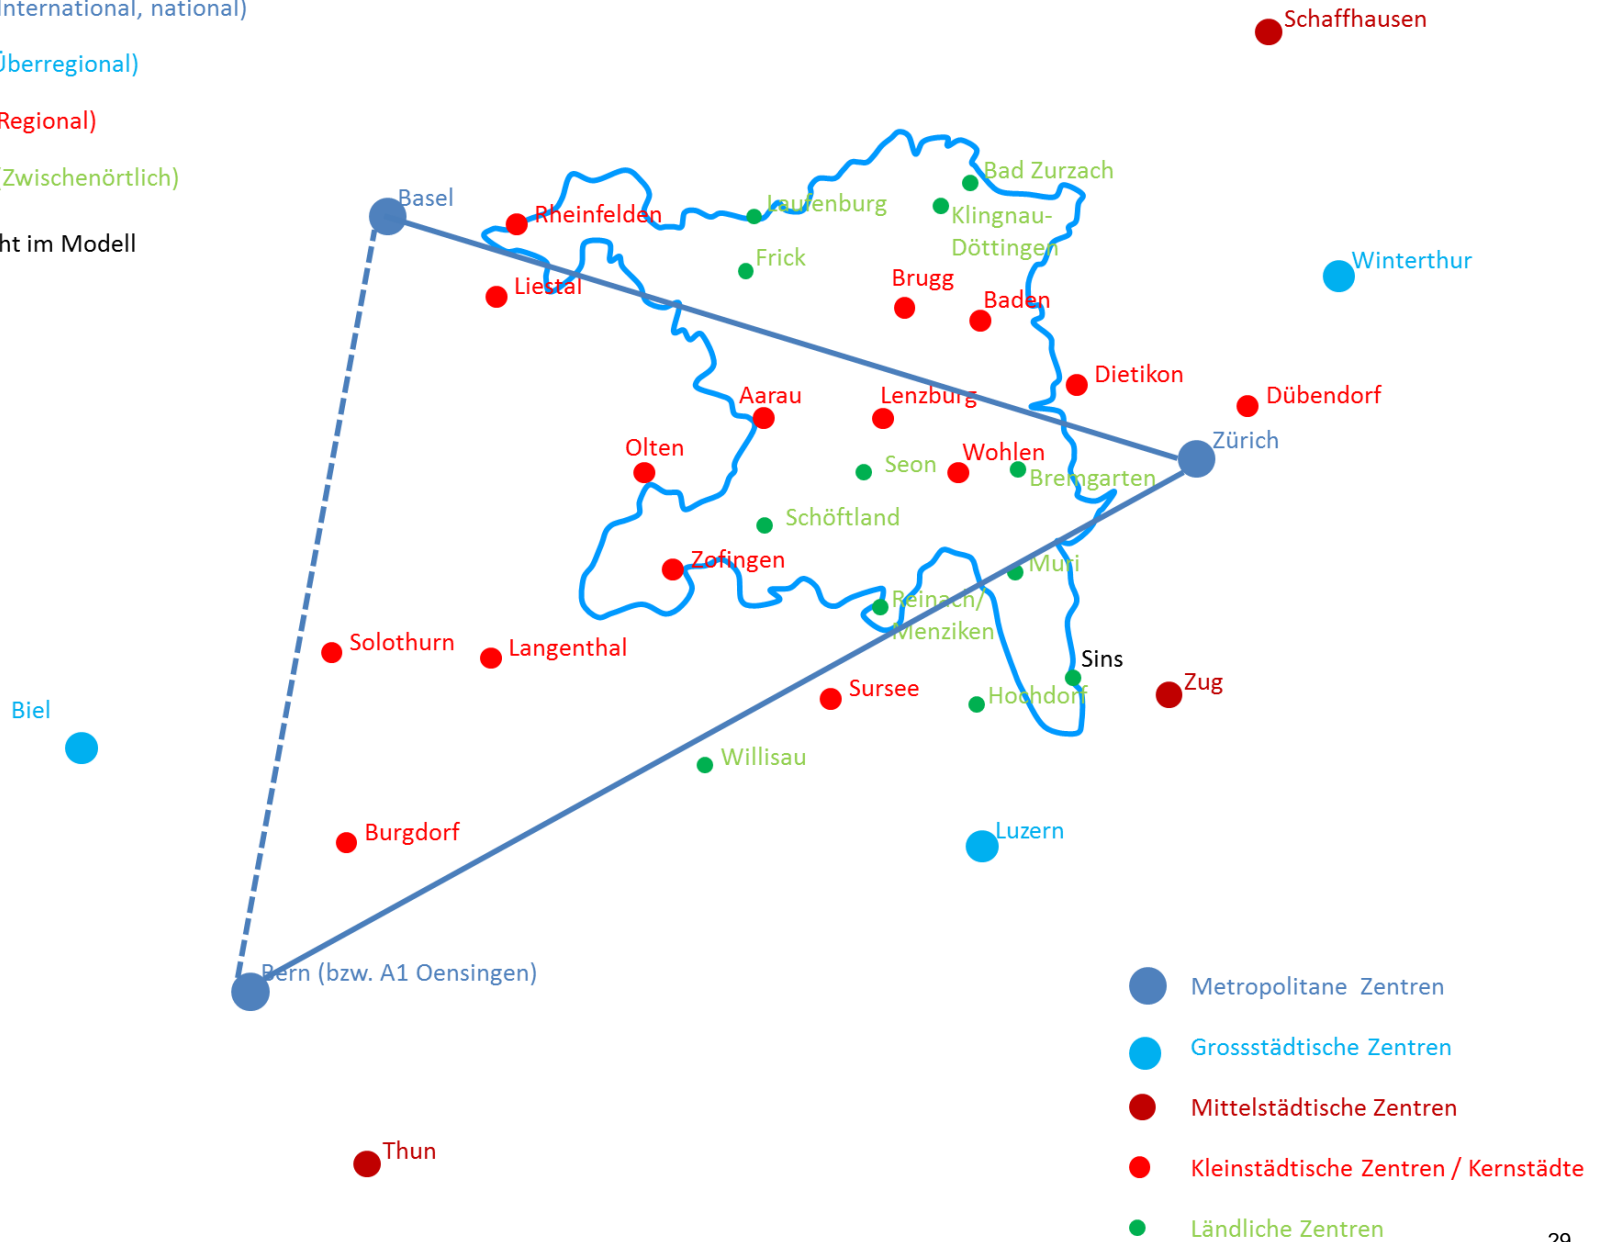 International, national)
Schaffhausen
Überregional)
Regional)
(Zwischenörtlich)
Bad Zurzach
Basel
Laufenburg
Rheinfelden
Klingnau-
Döttingen
ht im Modell
Frick
Winterthur
Brugg
Liestal
Baden
Dietikon
Aarau
Lenzburg
Dübendorf
Zürich
Olten
Wohlen
Seon
Bremgarten
Schöftland
Zofingen
Muri
Reinach/
Menziken
Solothurn
Langenthal
Sins
Zug
Sursee
Hochdorf
Biel
Willisau
Burgdorf
Luzern
Bern (bzw. A1 Oensingen)
Metropolitane Zentren
Grossstädtische Zentren
Mittelstädtische Zentren
Thun
Kleinstädtische Zentren / Kernstädte
Ländliche Zentren
29